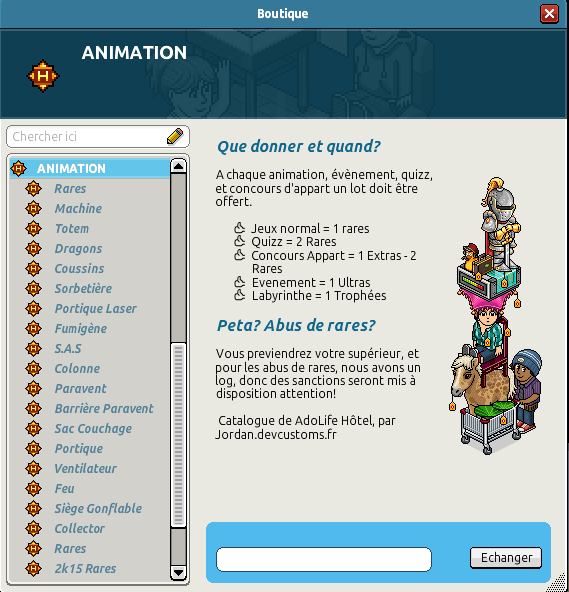 Boutique
ANIMATION
Chercher ici
ANIMATION
Rares
Machine
Totem
Dragons
Coussins
Sorbetière
Portique Laser
Fumigène
S.A.S
Colonne
Paravent
Barrière Paravent
Sac Couchage
Portique
Ventilateur
Feu
Siège Gonflable
Collector
Rares
2k15 Rares
Que donner et quand?
A chaque animation, évènement, quizz,
et concours d'appart un lot doit être
offert.
Jeux normal = 1 rares
Quizz = 2 Rares
Concours Appart = 1 Extras - 2
Rares
Evenement = 1 Ultras
Labyrinthe = 1 Trophées
Peta? Abus de rares?
Vous previendrez votre supérieur, et
pour les abus de rares, nous avons un
log, donc des sanctions seront mis à
disposition attention!
Catalogue de AdoLife Hôtel, par
Jordan.devcustoms.fr
Echanger